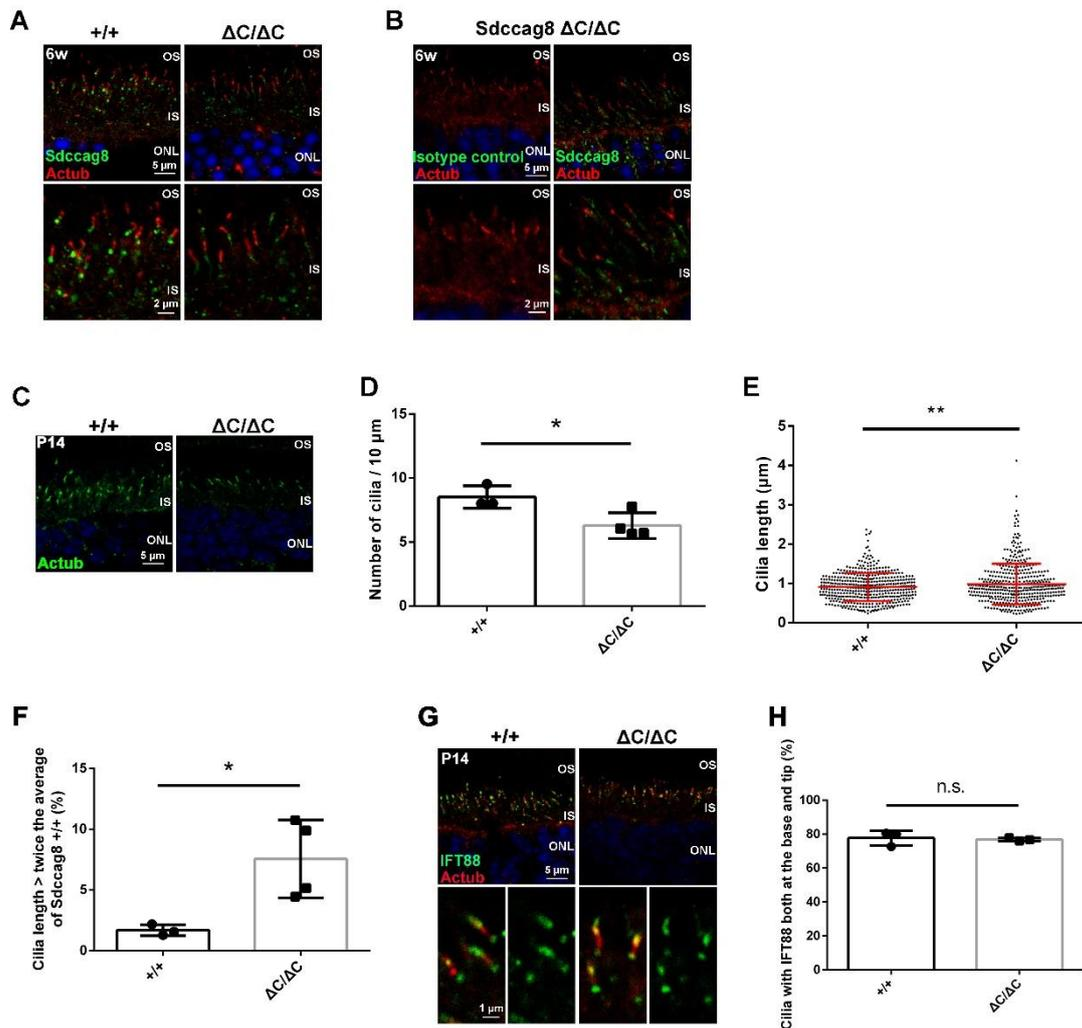 A
+/+
ΔC/ΔC
6w
OS
OS
IS
IS
ONL
ONL
Sdccag8
Actub
5 µm
OS
OS
IS
IS
2 µm
B
Sdccag8 ΔC/ΔC
6w
OS
OS
IS
IS
ONL
ONL
Isotype control
Actub
5 µm
Sdccag8
Actub
OS
OS
IS
IS
2 µm
C
+/+
ΔC/ΔC
P14
OS
OS
IS
IS
ONL
ONL
Actub
5 µm
D
Number of cilia / 10 µm
15
10
5
0
*
+/+
ΔC/ΔC
E
Cilia length (µm)
5
4
3
2
1
0
**
+/+
ΔC/ΔC
F
Cilia length > twice the average
of Sdccag8 +/+ (%)
15
10
5
0
*
+/+
ΔC/ΔC
G
+/+
ΔC/ΔC
P14
OS
OS
IS
IS
ONL
ONL
IFT88
Actub
5 µm
1 µm
H
Cilia with IFT88 both at the base and tip (%)
100
80
60
40
20
0
n.s.
+/+
ΔC/ΔC